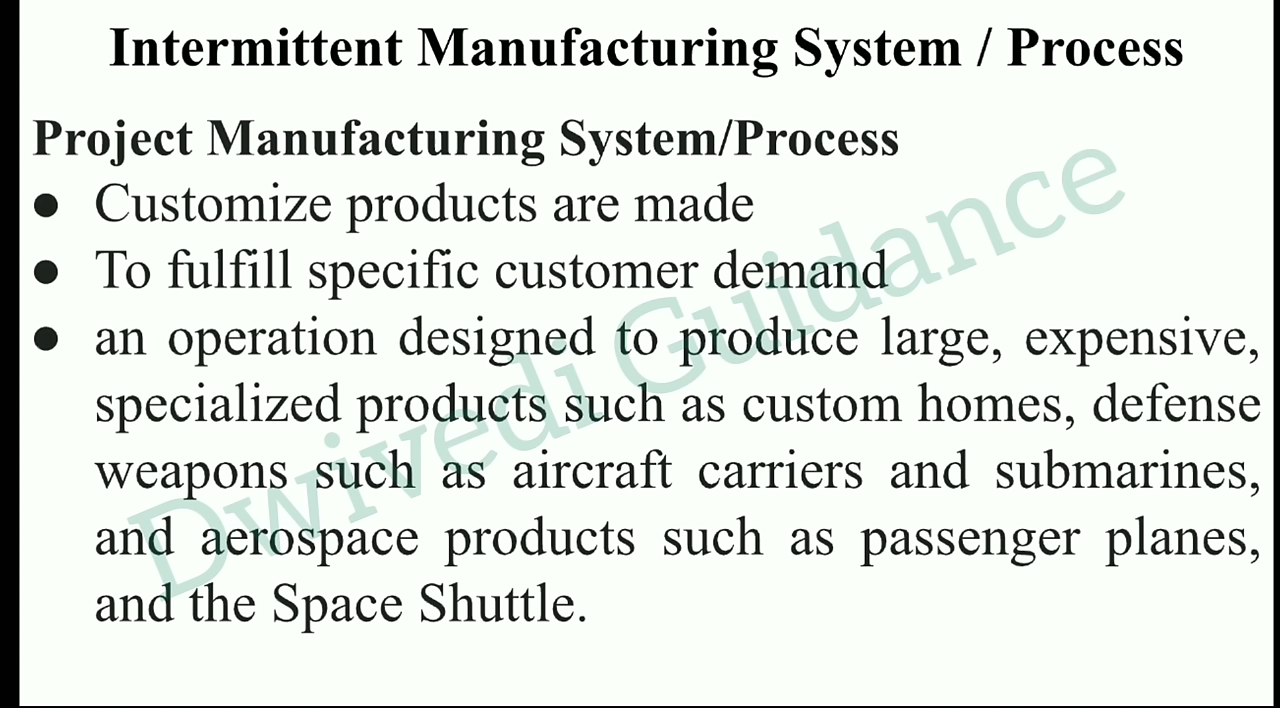 Intermittent Manufacturing System / Process
Project Manufacturing System/Process
● Customize products are made
● To fulfill specific customer demand
● an operation designed to produce large, expensive,
specialized products such as custom homes, defense
weapons such as aircraft carriers and submarines,
and aerospace products such as passenger planes,
and the Space Shuttle.
Dwivedi Guidance